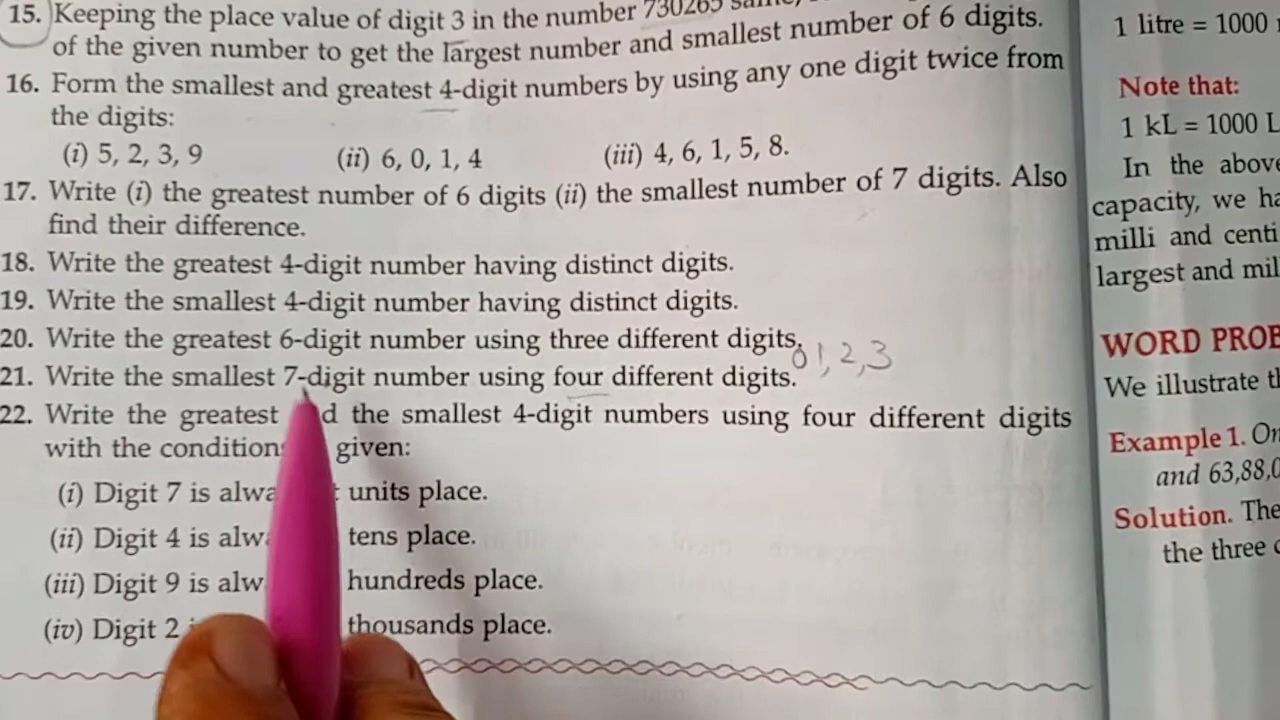 15. Keeping the place value of digit 3 in the number 730265 same,
of the given number to get the largest number and smallest number of 6 digits.
16. Form the smallest and greatest 4-digit numbers by using any one digit twice from
the digits:
(i) 5, 2, 3, 9 (ii) 6, 0, 1, 4 (iii) 4, 6, 1, 5, 8.
17. Write (i) the greatest number of 6 digits (ii) the smallest number of 7 digits. Also
find their difference.
18. Write the greatest 4-digit number having distinct digits.
19. Write the smallest 4-digit number having distinct digits.
20. Write the greatest 6-digit number using three different digits.
0 1, 2, 3
21. Write the smallest 7-digit number using four different digits.
22. Write the greatest d the smallest 4-digit numbers using four different digits
with the condition given:
(i) Digit 7 is alwa t units place.
(ii) Digit 4 is alwa tens place.
(iii) Digit 9 is alw hundreds place.
(iv) Digit 2 thousands place.
1 litre = 1000
Note that:
1 kL = 1000 L
In the above
capacity, we ha
milli and centi
largest and mil
WORD PROB
We illustrate th
Example 1. On
and 63,88,0
Solution. The
the three